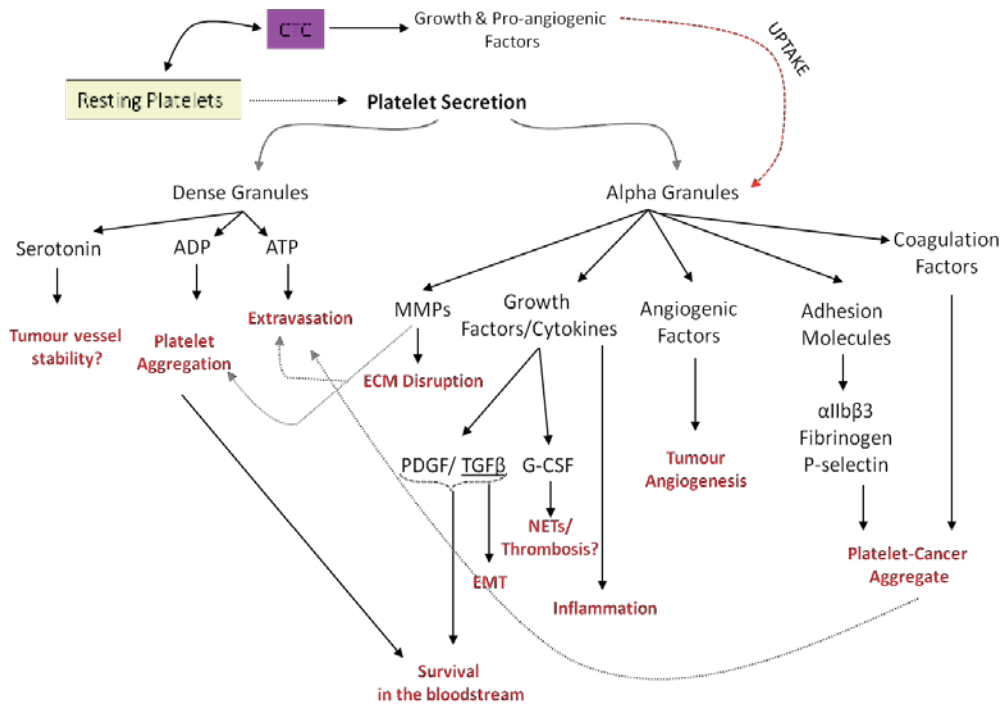 CTC
Growth & Pro-angiogenic
Factors
UPTAKE
Resting Platelets
Platelet Secretion
Dense Granules
Alpha Granules
Serotonin
ADP
ATP
Coagulation
Factors
MMPs
Growth
Factors/Cytokines
Angiogenic
Factors
Adhesion
Molecules
Tumour vessel
stability?
Platelet
Aggregation
Extravasation
ECM Disruption
αIIbβ3
Fibrinogen
P-selectin
PDGF/ TGFβ
G-CSF
Tumour
Angiogenesis
NETs/
Thrombosis?
Platelet-Cancer
Aggregate
EMT
Inflammation
Survival
in the bloodstream